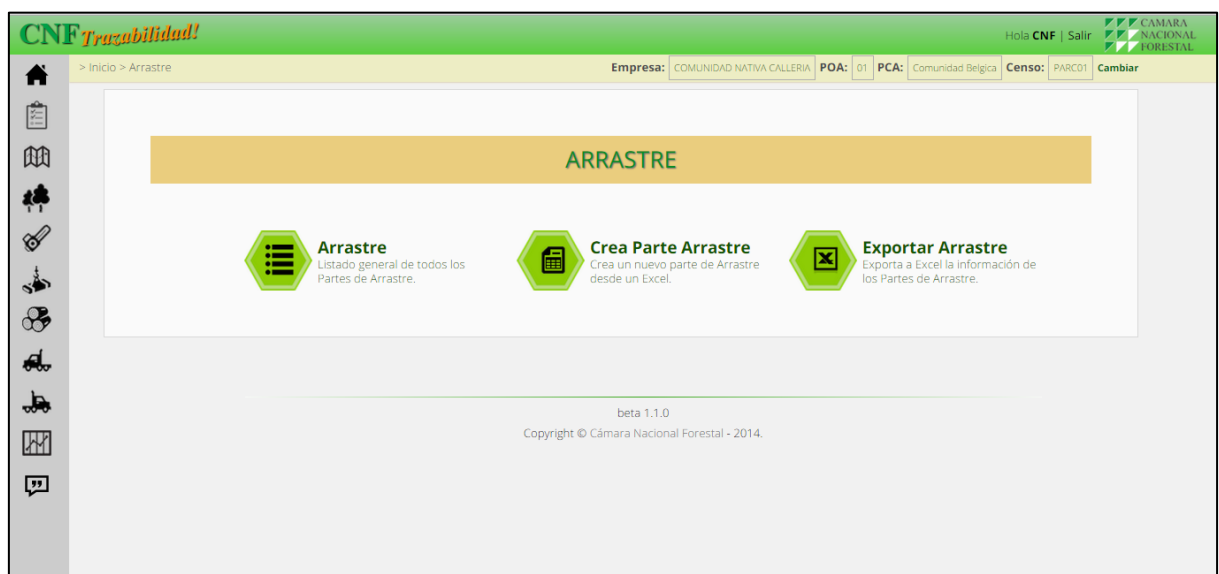 CNF Trazabilidad!
Hola CNF | Salir
CAMARA
NACIONAL
FORESTAL
> Inicio > Arrastre
Empresa: COMUNIDAD NATIVA CALLERIA POA: 01 PCA: Comunidad Belgica Censo: PARC01 Cambiar
ARRASTRE
Arrastre
Listado general de todos los
Partes de Arrastre.
Crea Parte Arrastre
Crea un nuevo parte de Arrastre
desde un Excel.
Exportar Arrastre
Exporta a Excel la información de
los Partes de Arrastre.
beta 1.1.0
Copyright © Cámara Nacional Forestal - 2014.